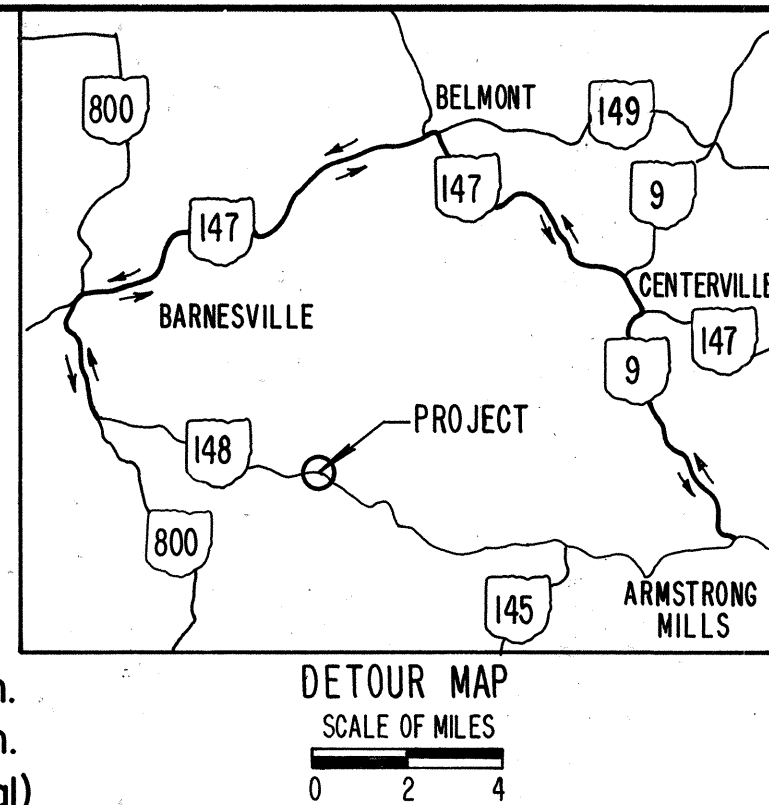 800
BELMONT
149
147
9
147
CENTERVILLE
BARNESVILLE
147
9
PROJECT
148
800
145
ARMSTRONG
MILLS
DETOUR MAP
SCALE OF MILES
0 2 4